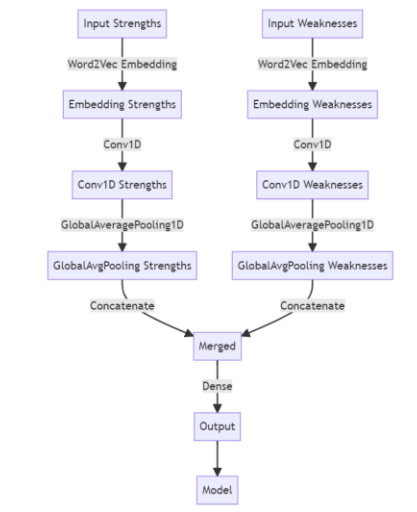 Input Strengths
Input Weaknesses
Word2Vec Embedding
Word2Vec Embedding
Embedding Strengths
Embedding Weaknesses
Conv1D
Conv1D
Conv1D Strengths
Conv1D Weaknesses
GlobalAveragePooling1D
GlobalAveragePooling1D
GlobalAvgPooling Strengths
GlobalAvgPooling Weaknesses
Concatenate
Concatenate
Merged
Dense
Output
Model